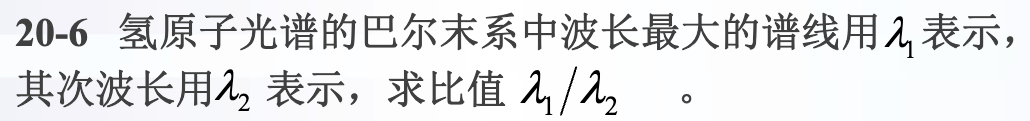 20-6 氢原子光谱的巴尔末系中波长最大的谱线用λ₁表示,
其次波长用λ₂ 表示，求比值 λ₁/λ₂ 。